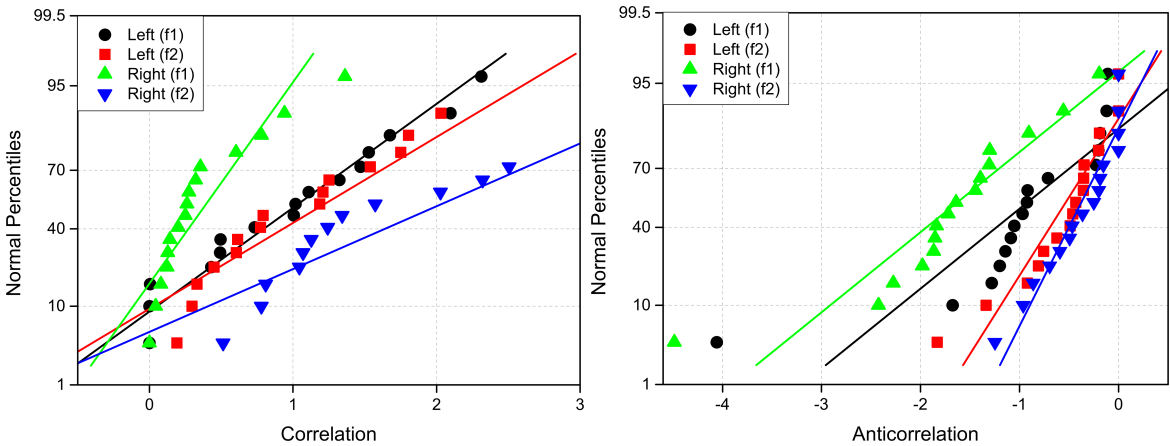 99.5
95
70
40
10
1
Normal Percentiles
Left (f1)
Left (f2)
Right (f1)
Right (f2)
0
1
2
3
Correlation
99.5
95
70
40
10
1
Normal Percentiles
Left (f1)
Left (f2)
Right (f1)
Right (f2)
-4
-3
-2
-1
0
Anticorrelation